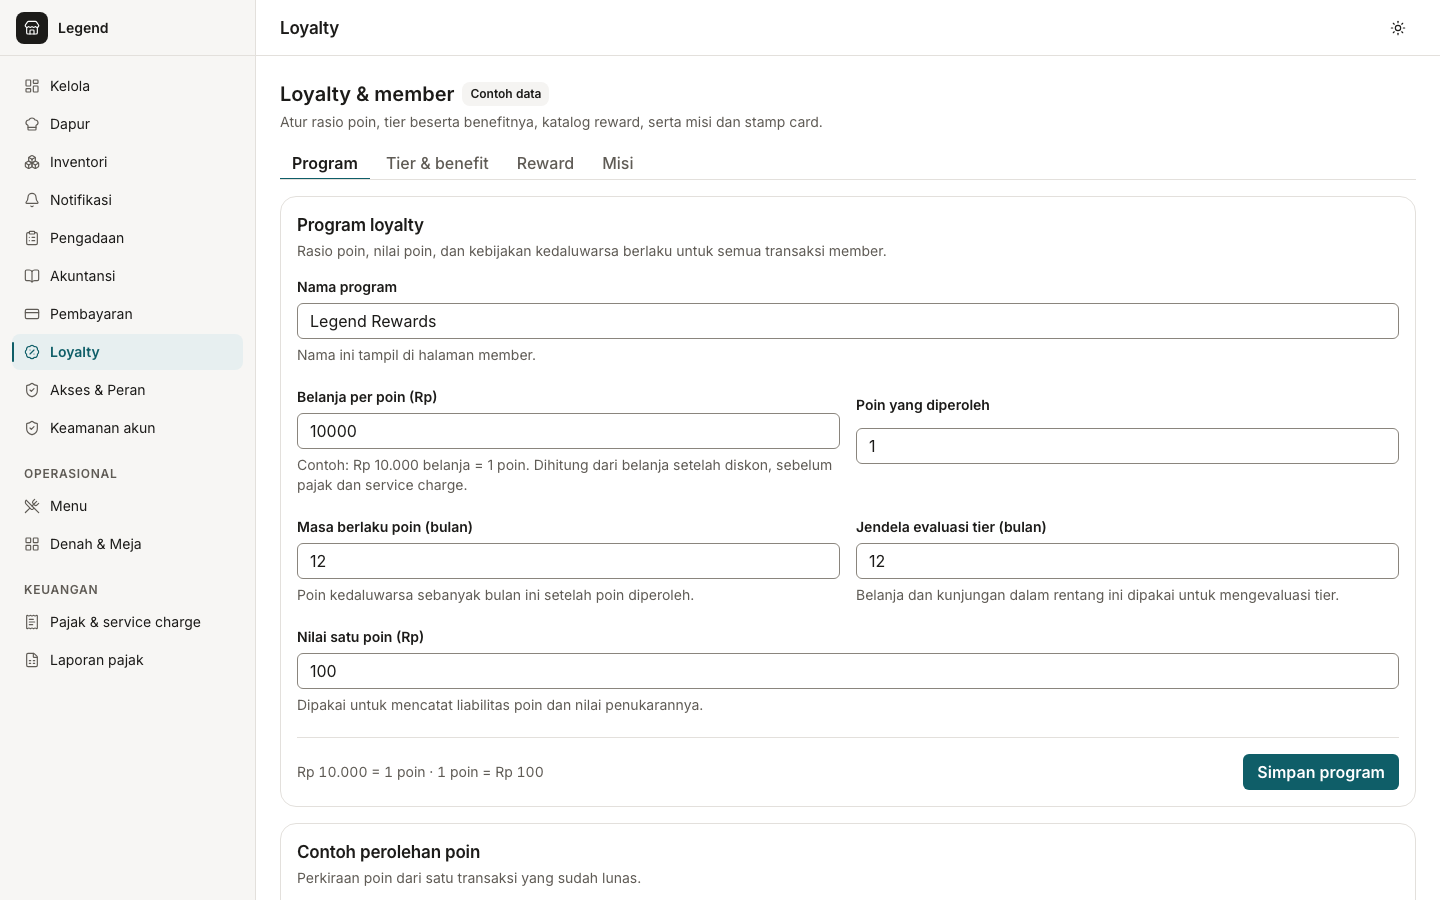 Legend
Loyalty
Kelola
Dapur
Inventori
Notifikasi
Pengadaan
Akuntansi
Pembayaran
Loyalty
Akses & Peran
Keamanan akun
OPERASIONAL
Menu
Denah & Meja
KEUANGAN
Pajak & service charge
Laporan pajak
Loyalty & member
Contoh data
Atur rasio poin, tier beserta benefitnya, katalog reward, serta misi dan stamp card.
Program
Tier & benefit
Reward
Misi
Program loyalty
Rasio poin, nilai poin, dan kebijakan kedaluwarsa berlaku untuk semua transaksi member.
Nama program
Legend Rewards
Nama ini tampil di halaman member.
Belanja per poin (Rp)
10000
Contoh: Rp 10.000 belanja = 1 poin. Dihitung dari belanja setelah diskon, sebelum
pajak dan service charge.
Poin yang diperoleh
1
Masa berlaku poin (bulan)
12
Poin kedaluwarsa sebanyak bulan ini setelah poin diperoleh.
Jendela evaluasi tier (bulan)
12
Belanja dan kunjungan dalam rentang ini dipakai untuk mengevaluasi tier.
Nilai satu poin (Rp)
100
Dipakai untuk mencatat liabilitas poin dan nilai penukarannya.
Rp 10.000 = 1 poin · 1 poin = Rp 100
Simpan program
Contoh perolehan poin
Perkiraan poin dari satu transaksi yang sudah lunas.